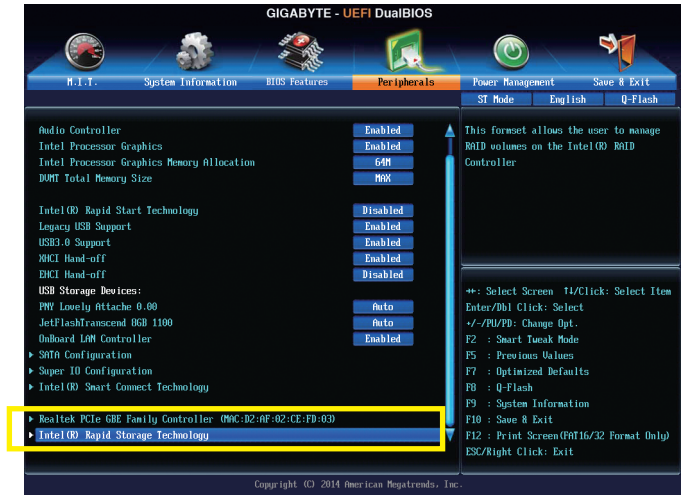 GIGABYTE - UEFI DualBIOS
M.I.T. System Information BIOS Features Peripherals Power Management Save & Exit
ST Mode English Q-Flash
Audio Controller Enabled
Intel Processor Graphics Enabled
Intel Processor Graphics Memory Allocation 64M
DVMT Total Memory Size MAX
Intel(R) Rapid Start Technology Disabled
Legacy USB Support Enabled
USB3.0 Support Enabled
XHCI Hand-off Enabled
EHCI Hand-off Disabled
USB Storage Devices:
PNY Lovely Attache 0.00 Auto
JetFlashTranscend 8GB 1100 Auto
OnBoard LAN Controller Enabled
SATA Configuration
Super IO Configuration
Intel(R) Smart Connect Technology
Realtek PCIe GBE Family Controller (MAC:D2:AF:02:CE:FD:03)
Intel(R) Rapid Storage Technology
This formset allows the user to manage
RAID volumes on the Intel(R) RAID
Controller
↔: Select Screen ↑↓/Click: Select Item
Enter/Dbl Click: Select
+/-/PU/PD: Change Opt.
F2 : Smart Tweak Mode
F5 : Previous Values
F7 : Optimized Defaults
F8 : Q-Flash
F9 : System Information
F10 : Save & Exit
F12 : Print Screen(FAT16/32 Format Only)
ESC/Right Click: Exit
Copyright (C) 2014 American Megatrends, Inc.